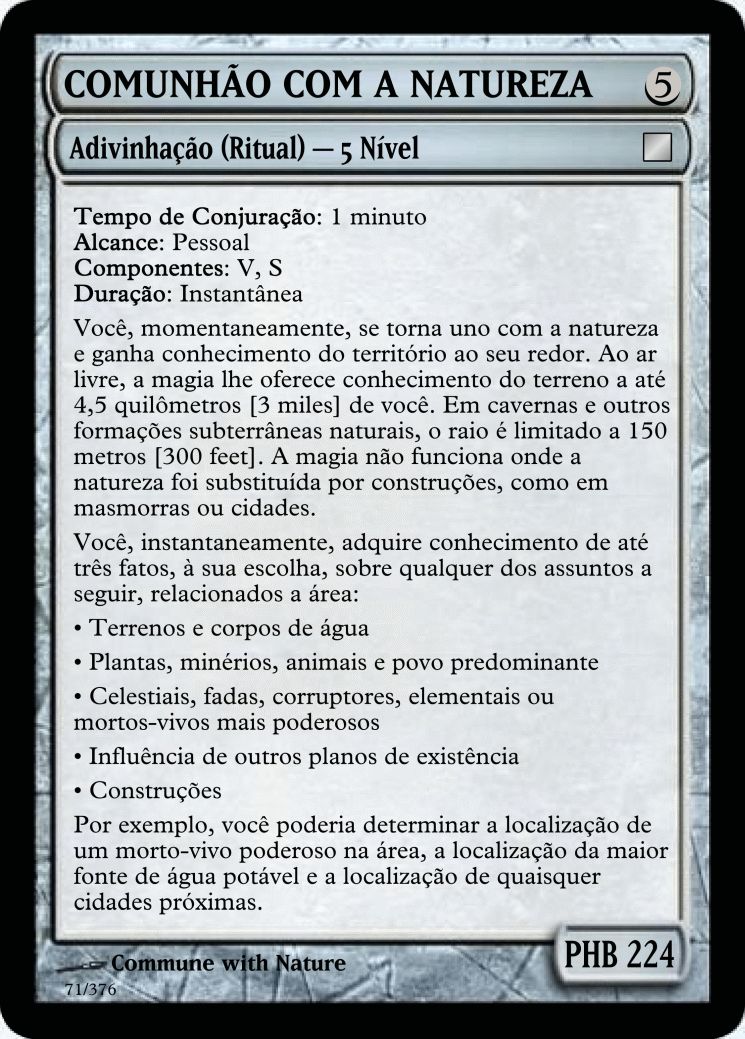 COMUNHÃO COM A NATUREZA 5
Adivinhação (Ritual) — 5 Nível
Tempo de Conjuração: 1 minuto
Alcance: Pessoal
Componentes: V, S
Duração: Instantânea
Você, momentaneamente, se torna uno com a natureza
e ganha conhecimento do território ao seu redor. Ao ar
livre, a magia lhe oferece conhecimento do terreno a até
4,5 quilômetros [3 miles] de você. Em cavernas e outros
formações subterrâneas naturais, o raio é limitado a 150
metros [300 feet]. A magia não funciona onde a
natureza foi substituída por construções, como em
masmorras ou cidades.
Você, instantaneamente, adquire conhecimento de até
três fatos, à sua escolha, sobre qualquer dos assuntos a
seguir, relacionados a área:
• Terrenos e corpos de água
• Plantas, minérios, animais e povo predominante
• Celestiais, fadas, corruptores, elementais ou
mortos-vivos mais poderosos
• Influência de outros planos de existência
• Construções
Por exemplo, você poderia determinar a localização de
um morto-vivo poderoso na área, a localização da maior
fonte de água potável e a localização de quaisquer
cidades próximas.
PHB 224
Commune with Nature
71/376